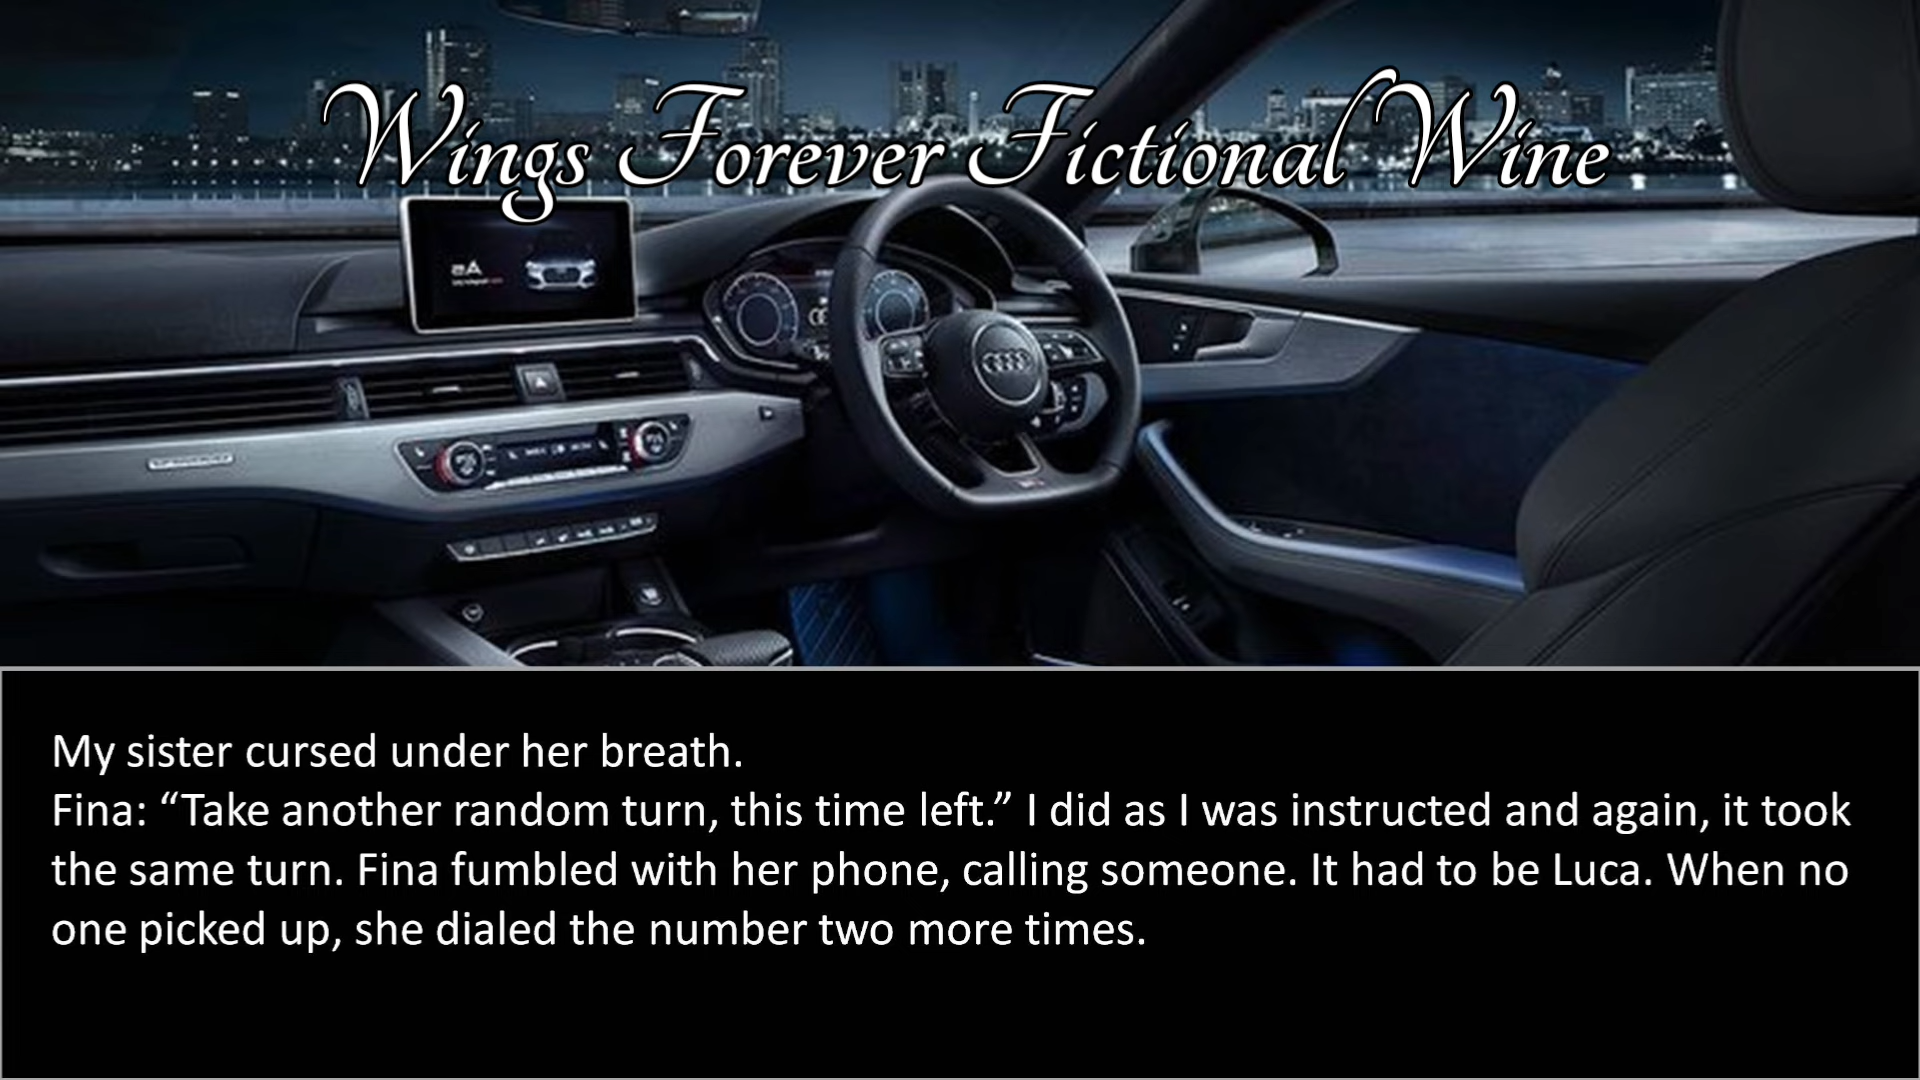 Wings Forever Fictional Wine
A5
My sister cursed under her breath.
Fina: “Take another random turn, this time left.” I did as I was instructed and again, it took
the same turn. Fina fumbled with her phone, calling someone. It had to be Luca. When no
one picked up, she dialed the number two more times.